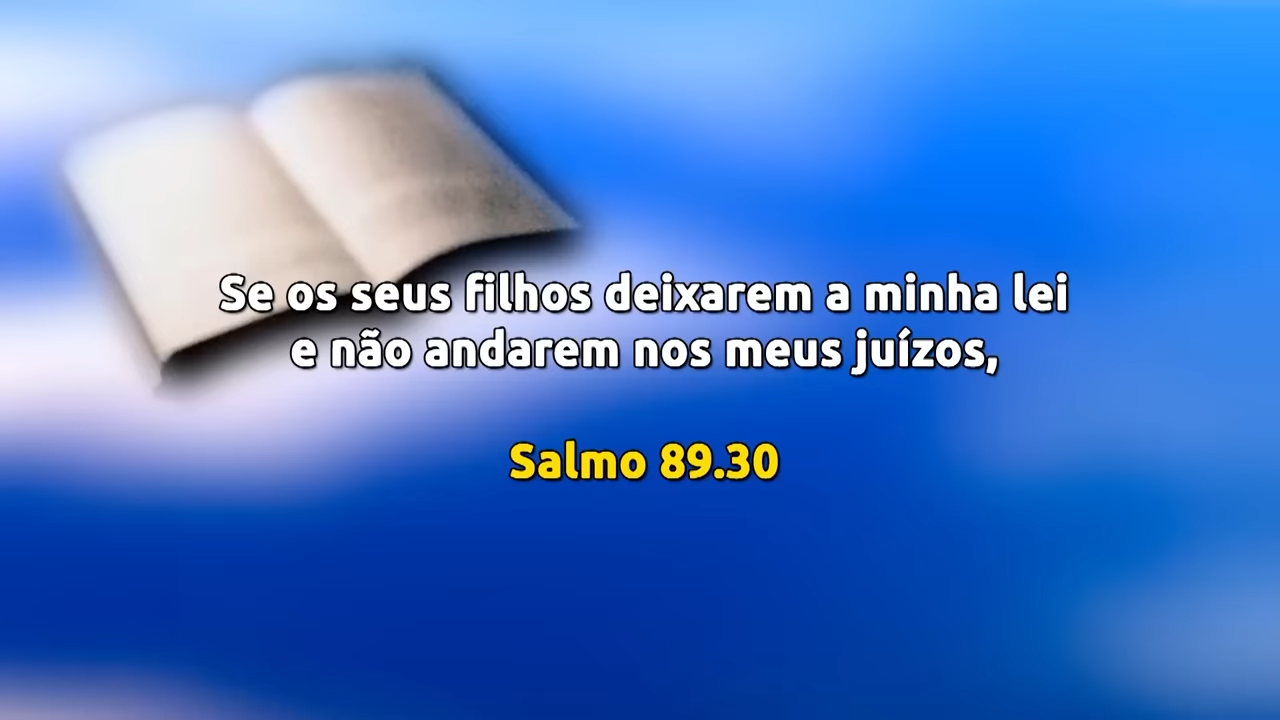 Se os seus filhos deixarem a minha lei
e não andarem nos meus juízos,
Salmo 89.30